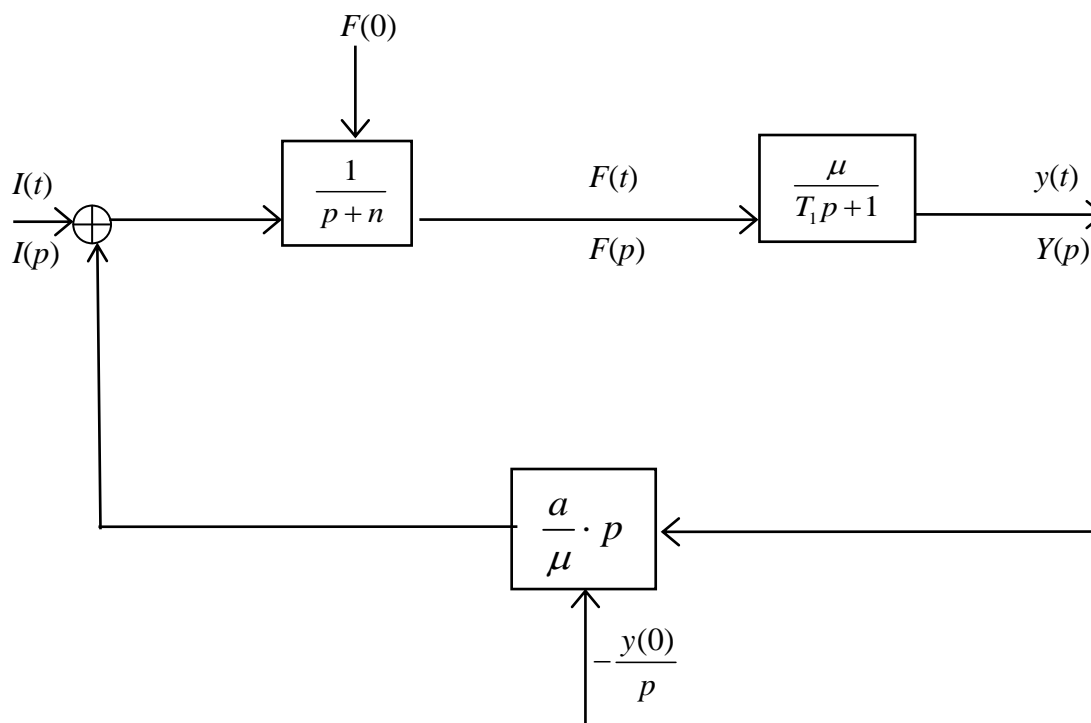 F(0)
I(t)
I(p)
1
p + n
F(t)
F(p)
μ
T₁p + 1
y(t)
Y(p)
a
μ
· p
− y(0)
p